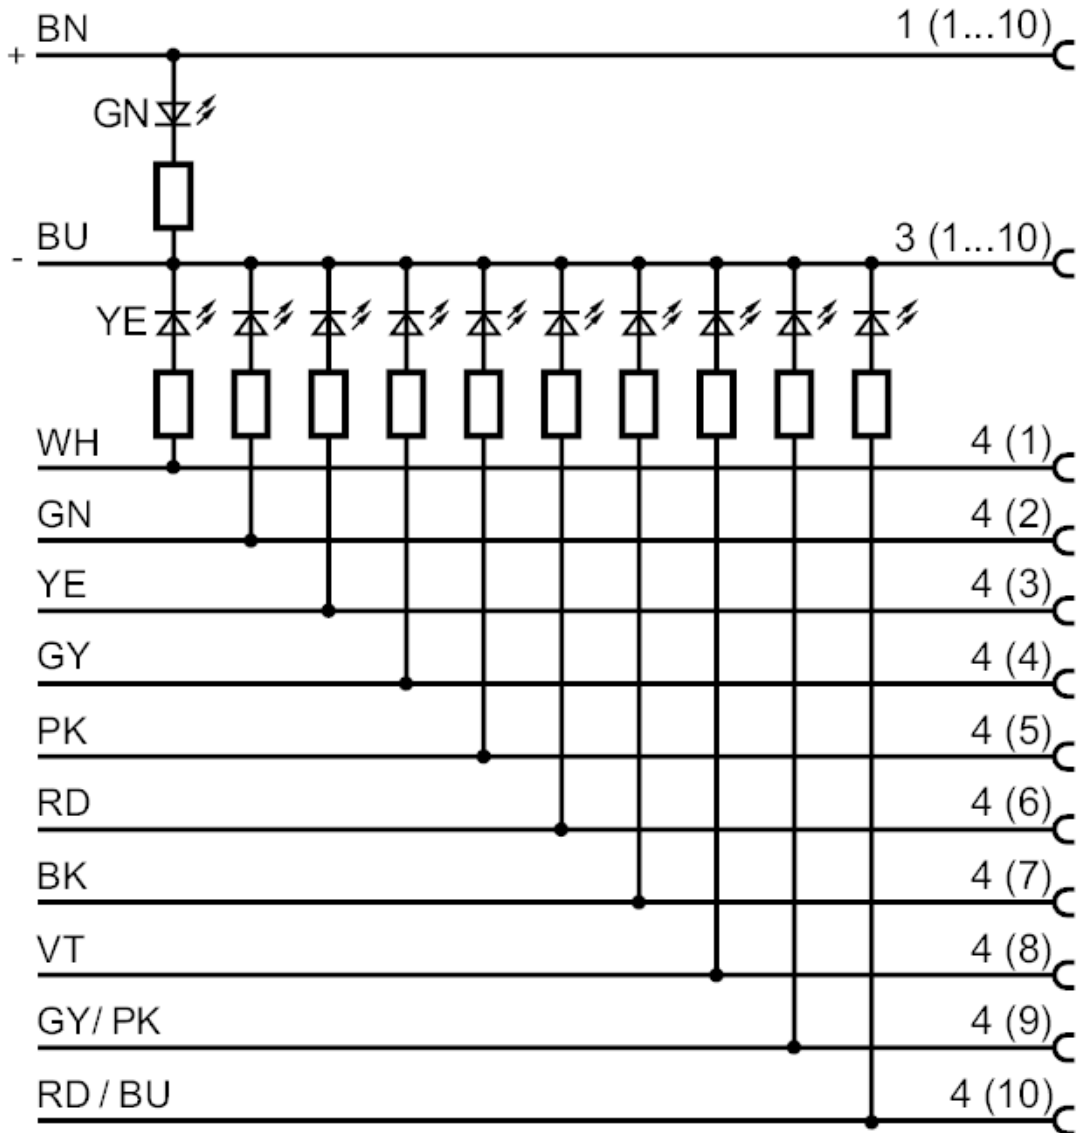 BN 1 (1...10)
+
GN
BU 3 (1...10)
-
YE
WH 4 (1)
GN 4 (2)
YE 4 (3)
GY 4 (4)
PK 4 (5)
RD 4 (6)
BK 4 (7)
VT 4 (8)
GY/ PK 4 (9)
RD / BU 4 (10)